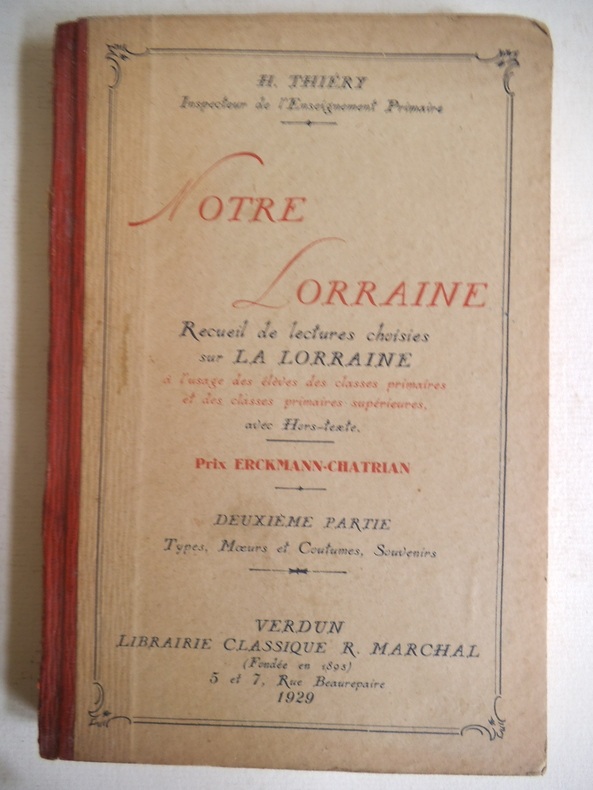 H. THIÉRY
Inspecteur de l'Enseignement Primaire
NOTRE
LORRAINE
Recueil de lectures choisies
sur LA LORRAINE
à l'usage des élèves des classes primaires
et des classes primaires supérieures,
avec Hors-texte.
Prix ERCKMANN-CHATRIAN
DEUXIÈME PARTIE
Types, Mœurs et Coutumes, Souvenirs
VERDUN
LIBRAIRIE CLASSIQUE R. MARCHAL
(Fondée en 1898)
5 et 7, Rue Beaurepaire
1929